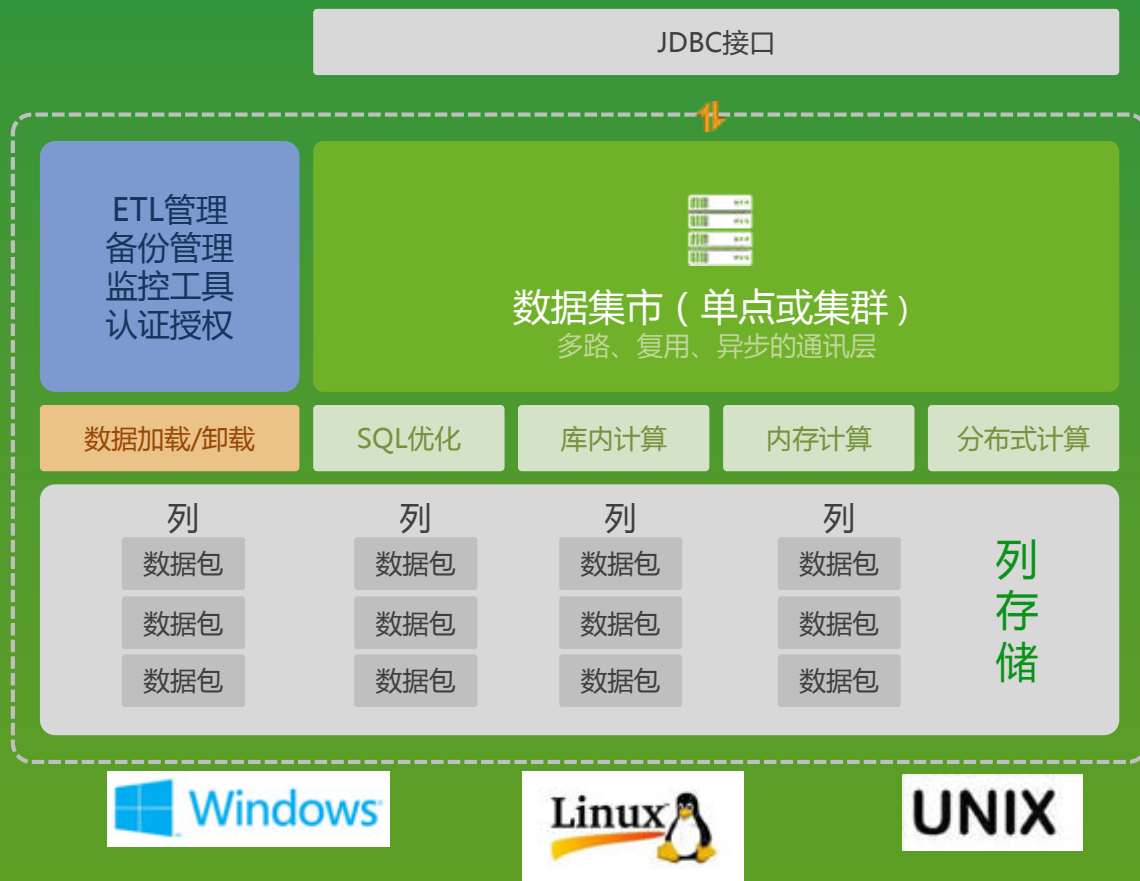 JDBC接口
ETL管理
备份管理
监控工具
认证授权
数据集市（单点或集群）
多路、复用、异步的通讯层
数据加载/卸载
SQL优化
库内计算
内存计算
分布式计算
列
列
列
列
数据包
数据包
数据包
数据包
数据包
数据包
数据包
数据包
数据包
数据包
数据包
数据包
列存储
Windows
Linux
UNIX